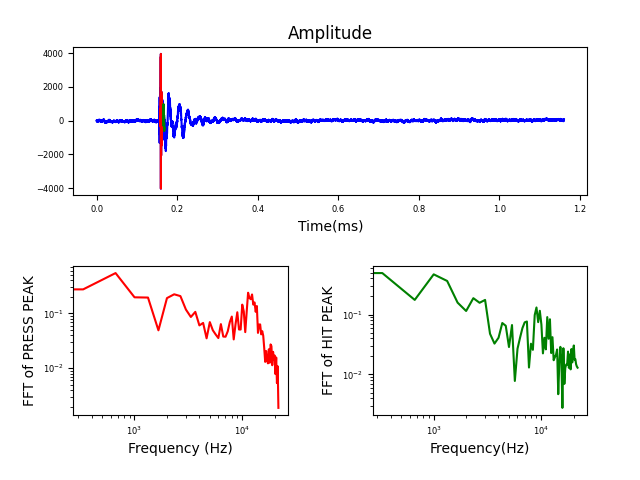 Amplitude
4000
2000
0
−2000
−4000
0.0 0.2 0.4 0.6 0.8 1.0 1.2
Time(ms)
FFT of PRESS PEAK
10⁻¹
10⁻²
10³ 10⁴
Frequency (Hz)
FFT of HIT PEAK
10⁻¹
10⁻²
10³ 10⁴
Frequency(Hz)